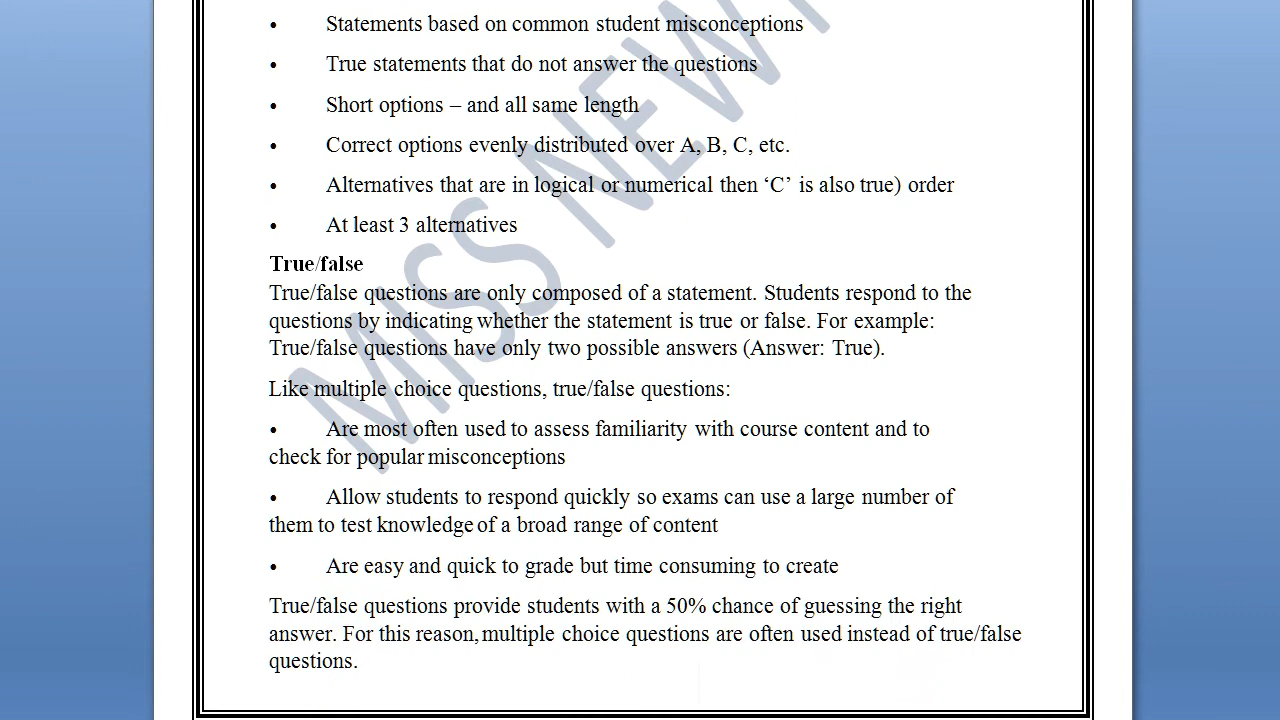 • Statements based on common student misconceptions
• True statements that do not answer the questions
• Short options – and all same length
• Correct options evenly distributed over A, B, C, etc.
• Alternatives that are in logical or numerical then ‘C’ is also true) order
• At least 3 alternatives
True/false
True/false questions are only composed of a statement. Students respond to the
questions by indicating whether the statement is true or false. For example:
True/false questions have only two possible answers (Answer: True).
Like multiple choice questions, true/false questions:
• Are most often used to assess familiarity with course content and to
check for popular misconceptions
• Allow students to respond quickly so exams can use a large number of
them to test knowledge of a broad range of content
• Are easy and quick to grade but time consuming to create
True/false questions provide students with a 50% chance of guessing the right
answer. For this reason, multiple choice questions are often used instead of true/false
questions.
MISS NEW